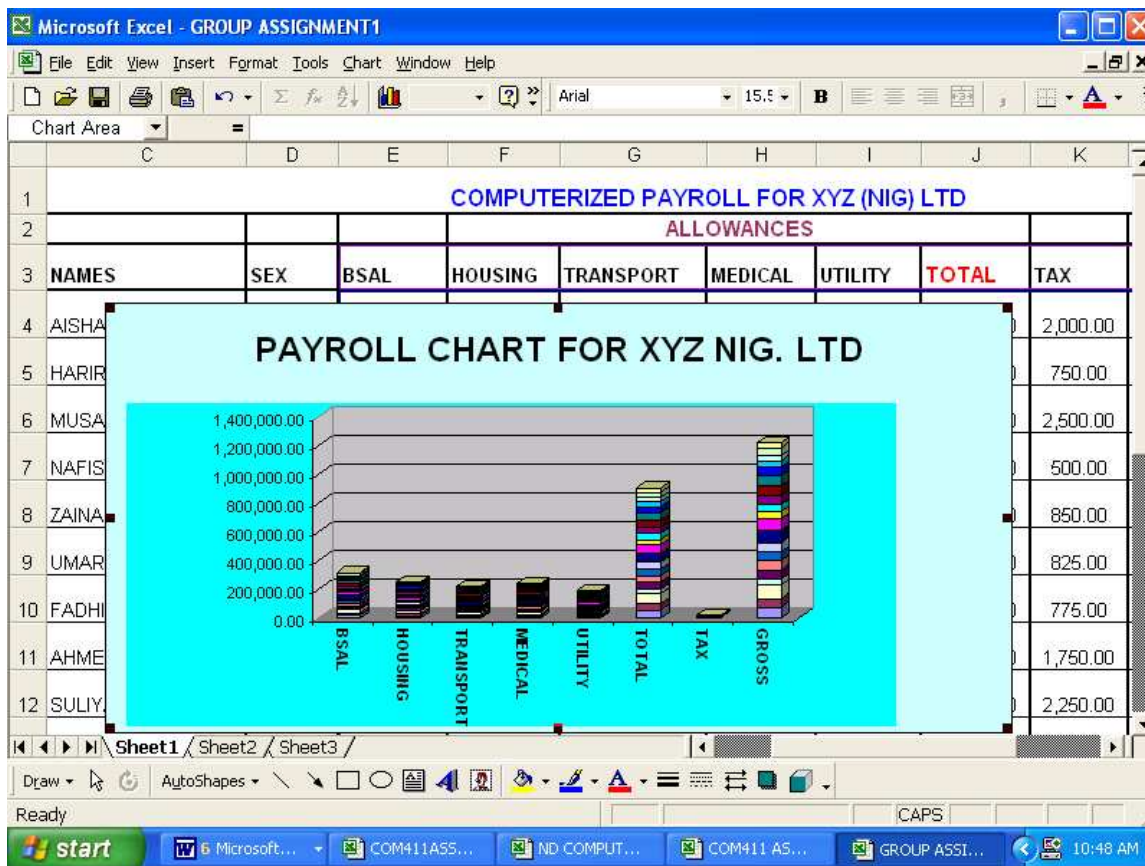 Microsoft Excel - GROUP ASSIGNMENT1
File Edit View Insert Format Tools Chart Window Help
Arial 15.5 B
Chart Area =
C D E F G H I J K
1 COMPUTERIZED PAYROLL FOR XYZ (NIG) LTD
2 ALLOWANCES
3 NAMES SEX BSAL HOUSING TRANSPORT MEDICAL UTILITY TOTAL TAX
4 AISHA 2,000.00
5 HARIR 750.00
6 MUSA 2,500.00
7 NAFIS 500.00
8 ZAINA 850.00
9 UMAR 825.00
10 FADHI 775.00
11 AHME 1,750.00
12 SULIY 2,250.00
PAYROLL CHART FOR XYZ NIG. LTD
1,400,000.00
1,200,000.00
1,000,000.00
800,000.00
600,000.00
400,000.00
200,000.00
0.00
BSAL HOUSING TRANSPORT MEDICAL UTILITY TOTAL TAX GROSS
Sheet1 / Sheet2 / Sheet3 /
Draw AutoShapes
Ready CAPS
start 6 Microsoft... COM411ASS... ND COMPUT... COM411 AS... GROUP ASSI... 10:48 AM